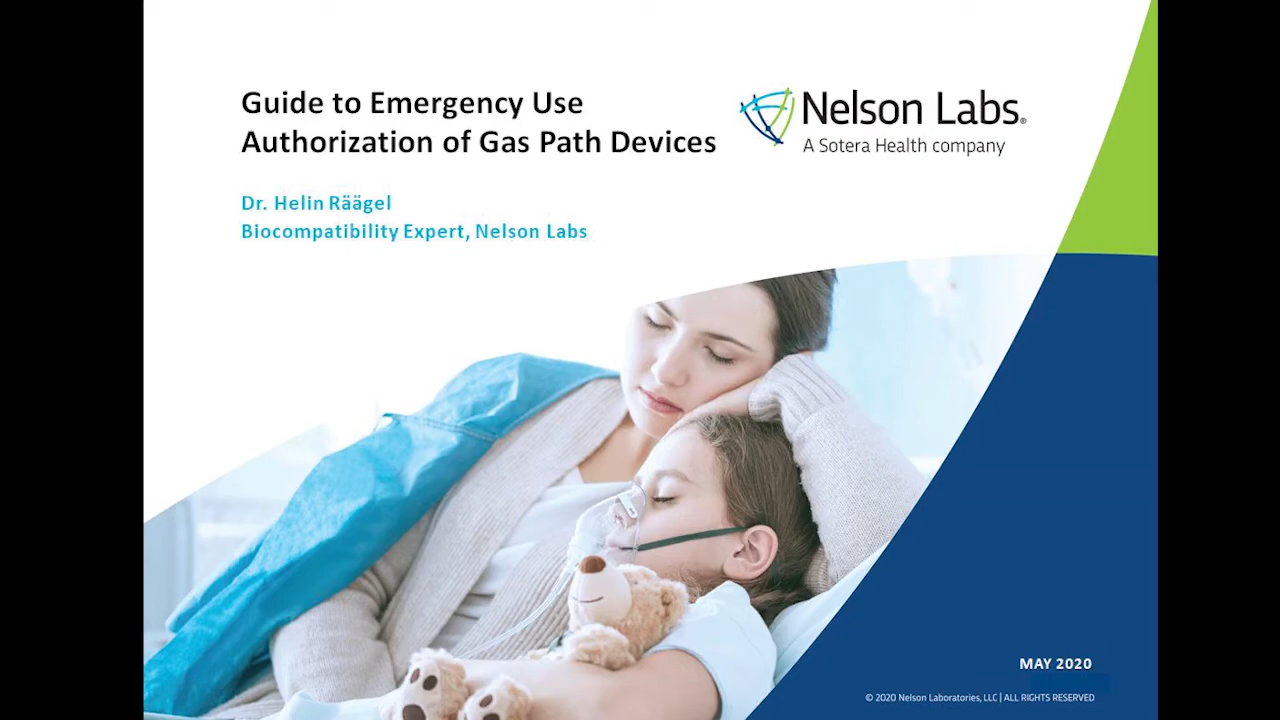 Guide to Emergency Use
Authorization of Gas Path Devices
Nelson Labs®
A Sotera Health company
Dr. Helin Räägel
Biocompatibility Expert, Nelson Labs
MAY 2020
© 2020 Nelson Laboratories, LLC | ALL RIGHTS RESERVED